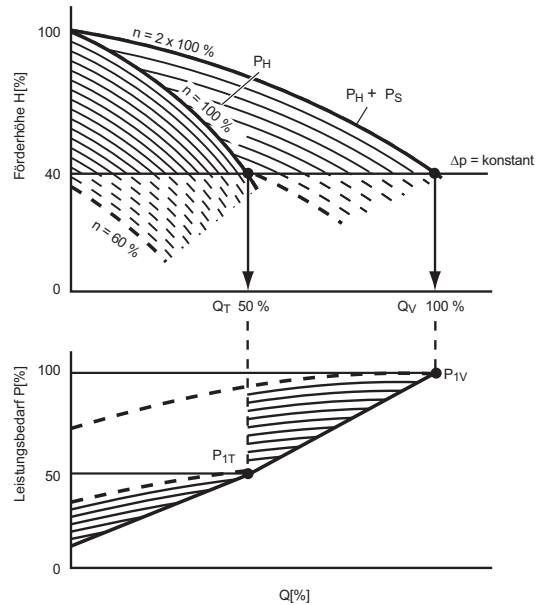 100
n = 2 x 100 %
P_H
n = 100 %
P_H + P_S
Förderhöhe H[%]
Δp = konstant
40
n = 60 %
0
Q_T 50 %
Q_V 100 %
100
P_1V
Leistungsbedarf P[%]
P_1T
50
0
Q[%]